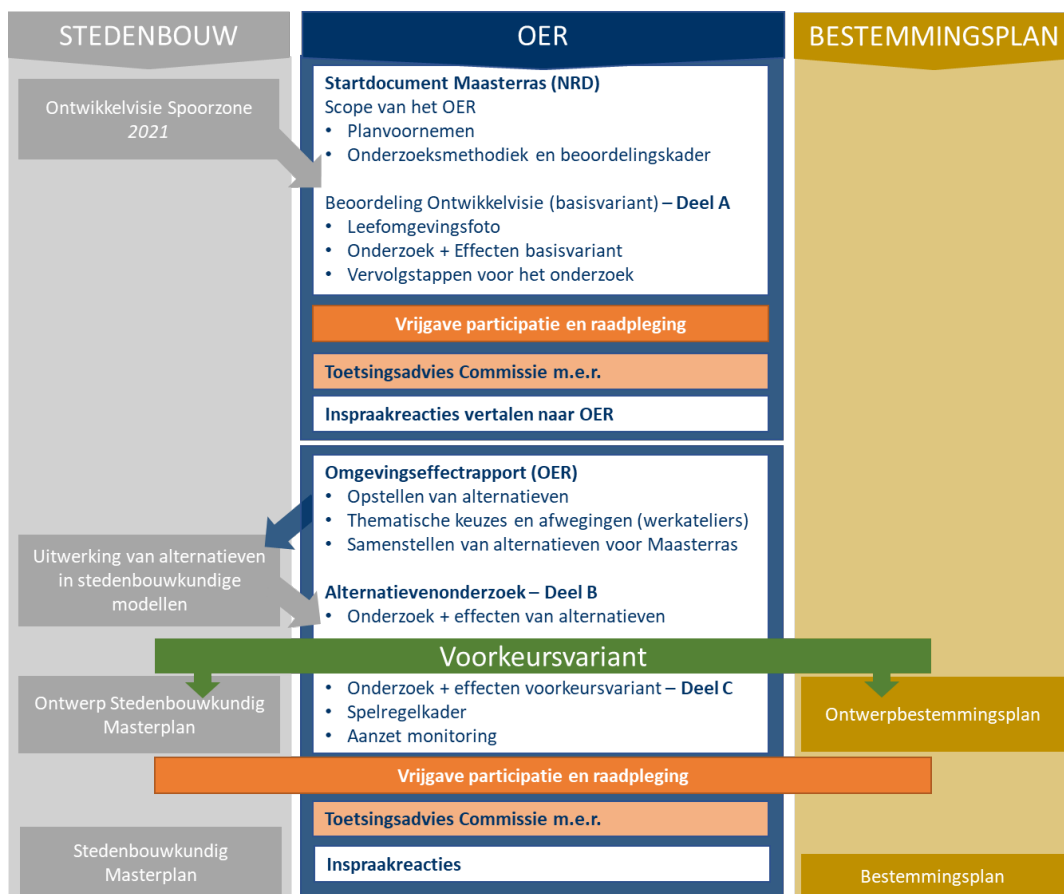 STEDENBOUW
OER
BESTEMMINGSPLAN
Ontwikkelvisie Spoorzone
2021
Startdocument Maasterras (NRD)
Scope van het OER
• Planvoornemen
• Onderzoeksmethodiek en beoordelingskader
Beoordeling Ontwikkelvisie (basisvariant) – Deel A
• Leefomgevingsfoto
• Onderzoek + Effecten basisvariant
• Vervolgstappen voor het onderzoek
Vrijgave participatie en raadpleging
Toetsingsadvies Commissie m.e.r.
Inspraakreacties vertalen naar OER
Omgevingseffectrapport (OER)
• Opstellen van alternatieven
• Thematische keuzes en afwegingen (werkateliers)
• Samenstellen van alternatieven voor Maasterras
Uitwerking van alternatieven
in stedenbouwkundige
modellen
Alternatievenonderzoek – Deel B
• Onderzoek + effecten van alternatieven
Voorkeursvariant
• Onderzoek + effecten voorkeursvariant – Deel C
• Spelregelkader
• Aanzet monitoring
Ontwerp Stedenbouwkundig
Masterplan
Ontwerpbestemmingsplan
Vrijgave participatie en raadpleging
Toetsingsadvies Commissie m.e.r.
Inspraakreacties
Stedenbouwkundig
Masterplan
Bestemmingsplan